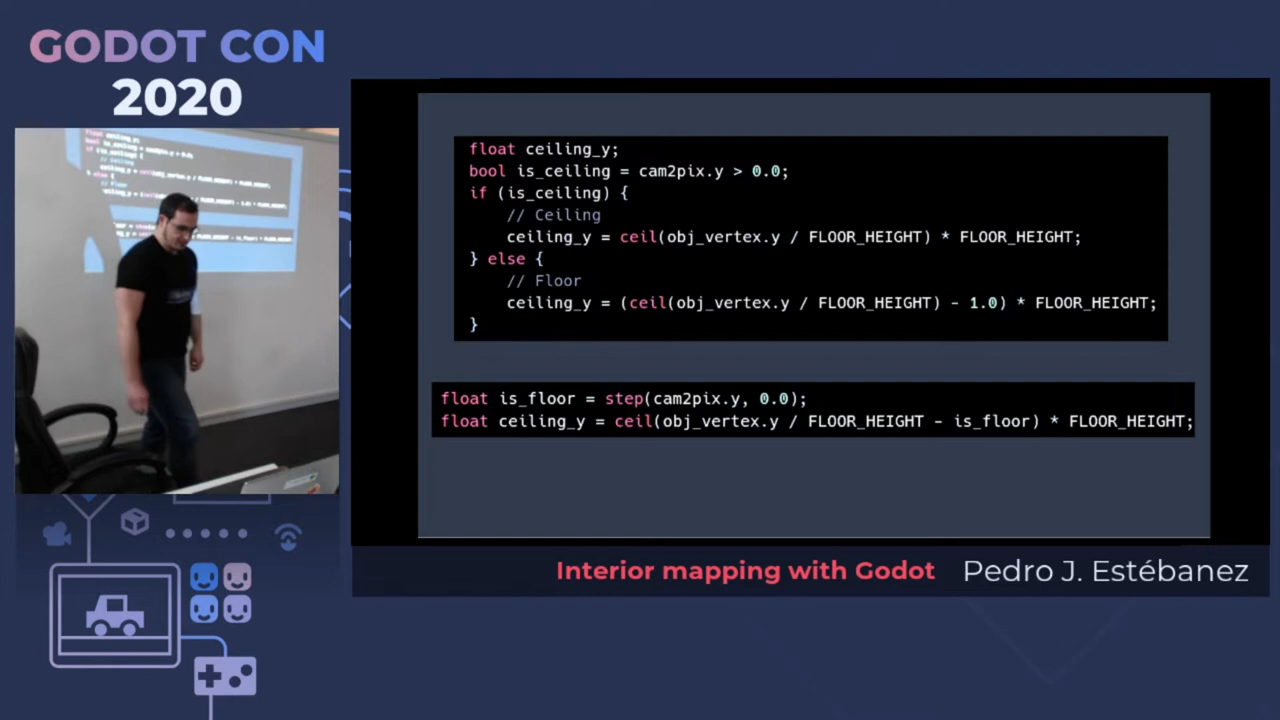 GODOT CON
2020
float ceiling_y;
bool is_ceiling = cam2pix.y > 0.0;
if (is_ceiling) {
    // Ceiling
    ceiling_y = ceil(obj_vertex.y / FLOOR_HEIGHT) * FLOOR_HEIGHT;
} else {
    // Floor
    ceiling_y = (ceil(obj_vertex.y / FLOOR_HEIGHT) - 1.0) * FLOOR_HEIGHT;
}
float is_floor = step(cam2pix.y, 0.0);
float ceiling_y = ceil(obj_vertex.y / FLOOR_HEIGHT - is_floor) * FLOOR_HEIGHT;
Interior mapping with Godot Pedro J. Estébanez